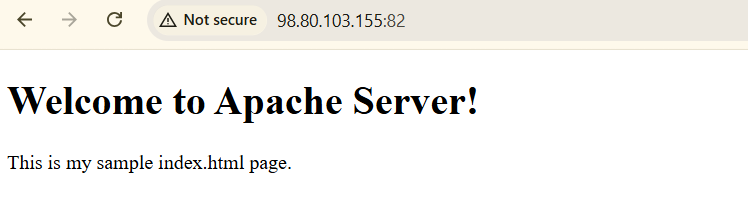 Not secure 98.80.103.155:82
Welcome to Apache Server!
This is my sample index.html page.